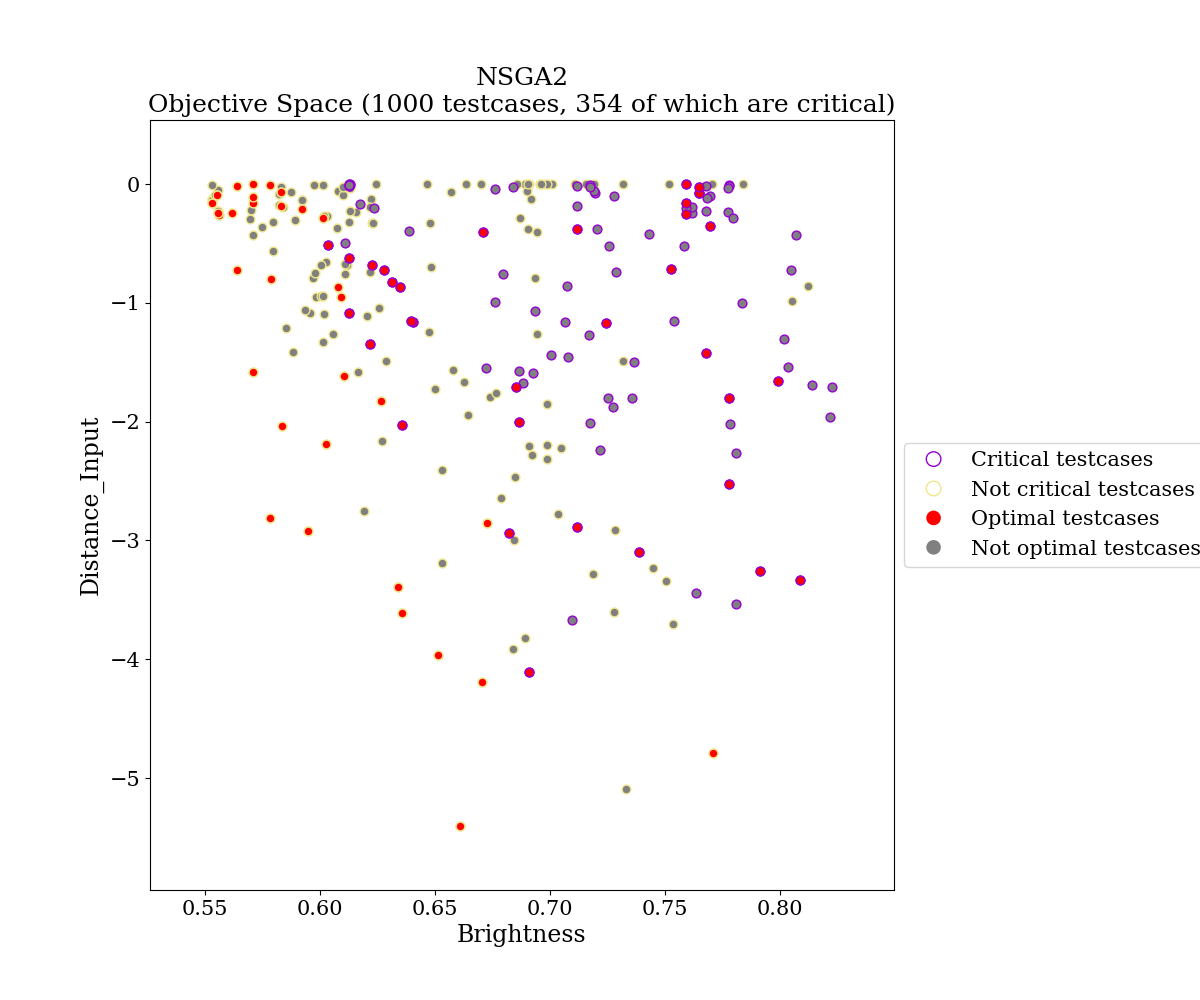 NSGA2
Objective Space (1000 testcases, 354 of which are critical)
0
−1
−2
−3
−4
−5
Distance_Input
0.55 0.60 0.65 0.70 0.75 0.80
Brightness
Critical testcases
Not critical testcases
Optimal testcases
Not optimal testcases